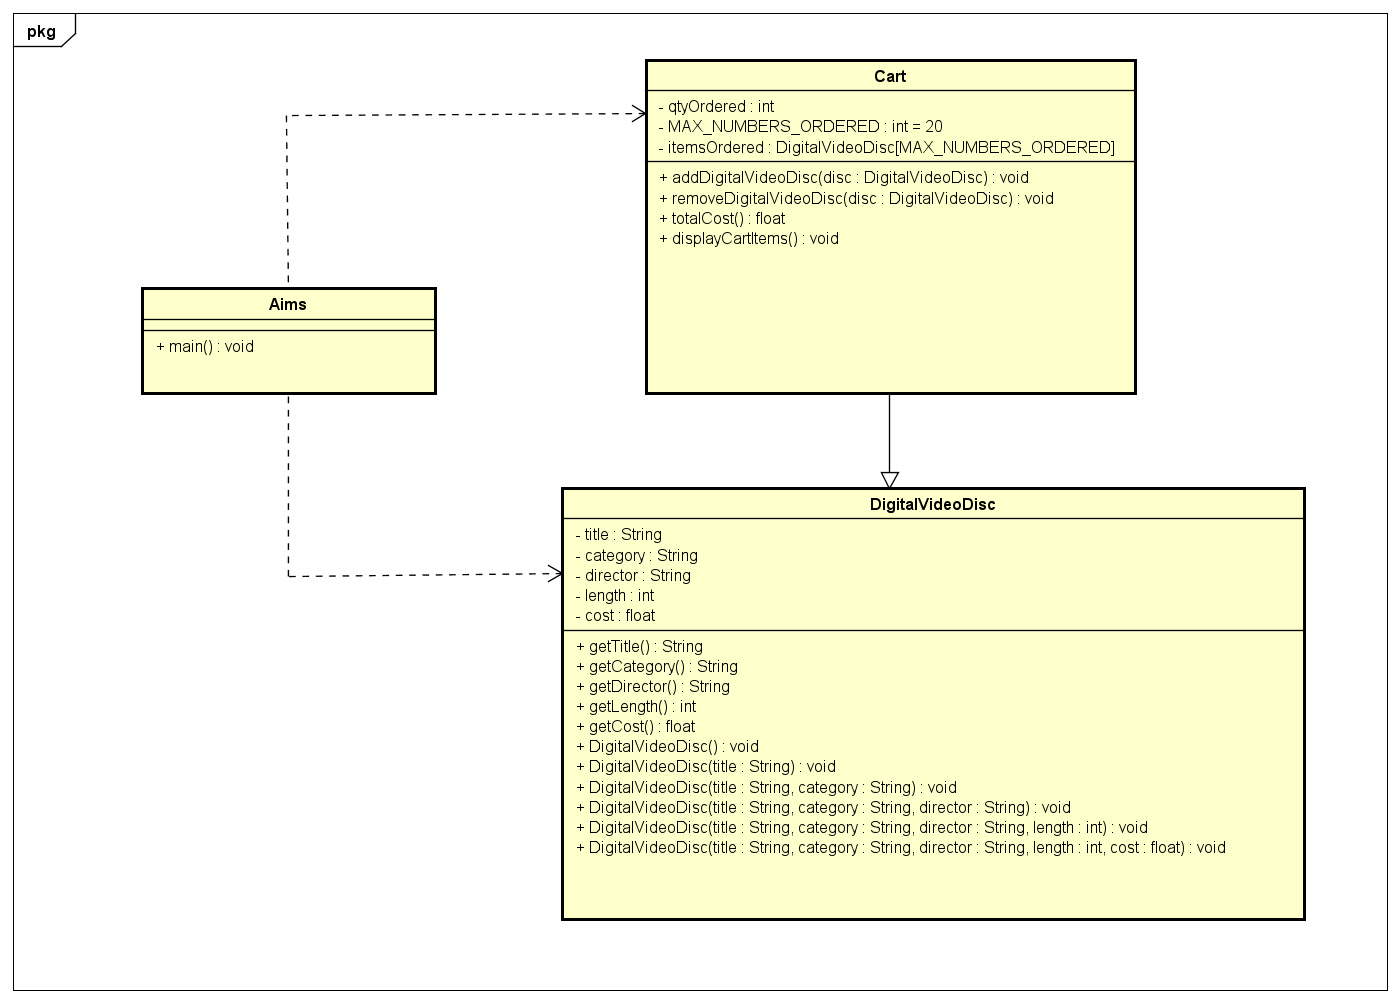 pkg
Cart
- qtyOrdered : int
- MAX_NUMBERS_ORDERED : int = 20
- itemsOrdered : DigitalVideoDisc[MAX_NUMBERS_ORDERED]
+ addDigitalVideoDisc(disc : DigitalVideoDisc) : void
+ removeDigitalVideoDisc(disc : DigitalVideoDisc) : void
+ totalCost() : float
+ displayCartItems() : void
Aims
+ main() : void
DigitalVideoDisc
- title : String
- category : String
- director : String
- length : int
- cost : float
+ getTitle() : String
+ getCategory() : String
+ getDirector() : String
+ getLength() : int
+ getCost() : float
+ DigitalVideoDisc() : void
+ DigitalVideoDisc(title : String) : void
+ DigitalVideoDisc(title : String, category : String) : void
+ DigitalVideoDisc(title : String, category : String, director : String) : void
+ DigitalVideoDisc(title : String, category : String, director : String, length : int) : void
+ DigitalVideoDisc(title : String, category : String, director : String, length : int, cost : float) : void